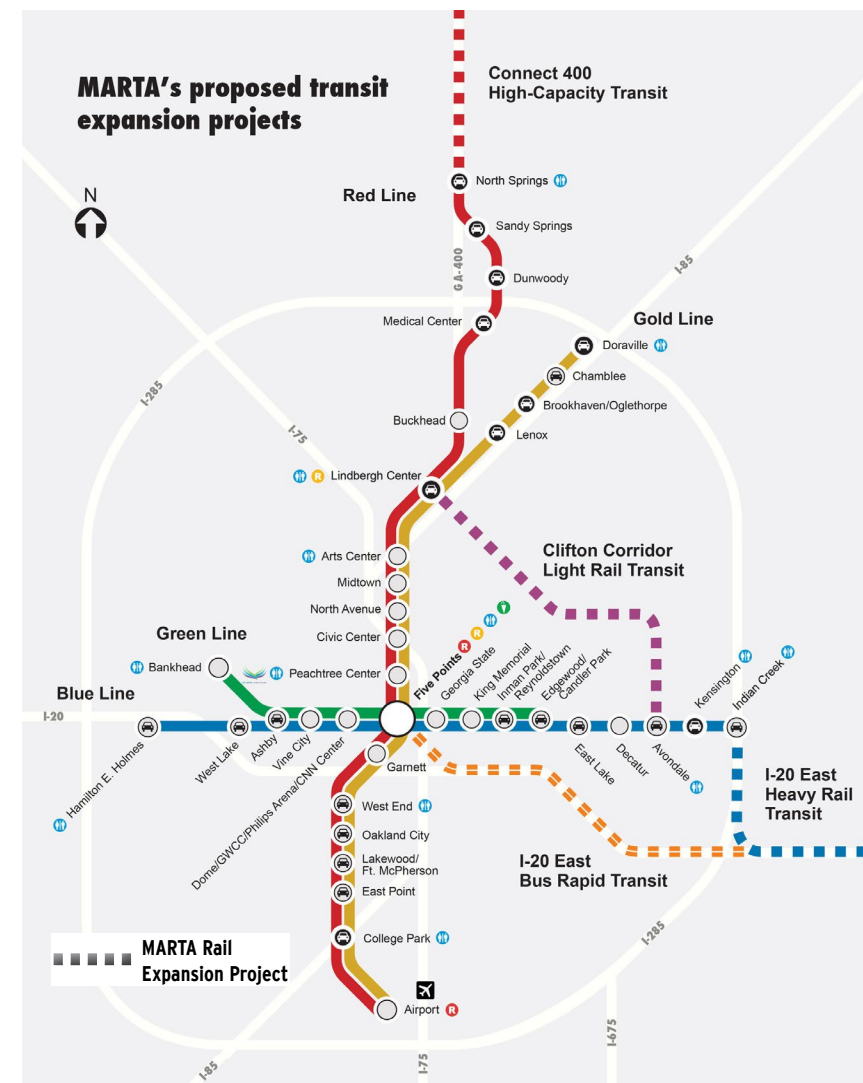 MARTA's proposed transit
expansion projects
Connect 400
High-Capacity Transit
N
Red Line
North Springs
Sandy Springs
GA-400
Dunwoody
I-85
Medical Center
Gold Line
Doraville
I-285
Chamblee
Brookhaven/Oglethorpe
I-75
Buckhead
Lenox
R
Lindbergh Center
Arts Center
Clifton Corridor
Light Rail Transit
Midtown
North Avenue
Green Line
Civic Center
Bankhead
Peachtree Center
Five Points
R
R
Georgia State
King Memorial
Inman Park/
Reynoldstown
Edgewood/
Candler Park
Kensington
Indian Creek
Blue Line
I-20
Hamilton E. Holmes
West Lake
Ashby
Vine City
Dome/GWCC/Philips Arena/CNN Center
Garnett
East Lake
Decatur
Avondale
I-20 East
Heavy Rail
Transit
West End
Oakland City
Lakewood/
Ft. McPherson
I-20 East
Bus Rapid Transit
East Point
College Park
I-285
MARTA Rail
Expansion Project
Airport
R
I-675
I-85
I-75